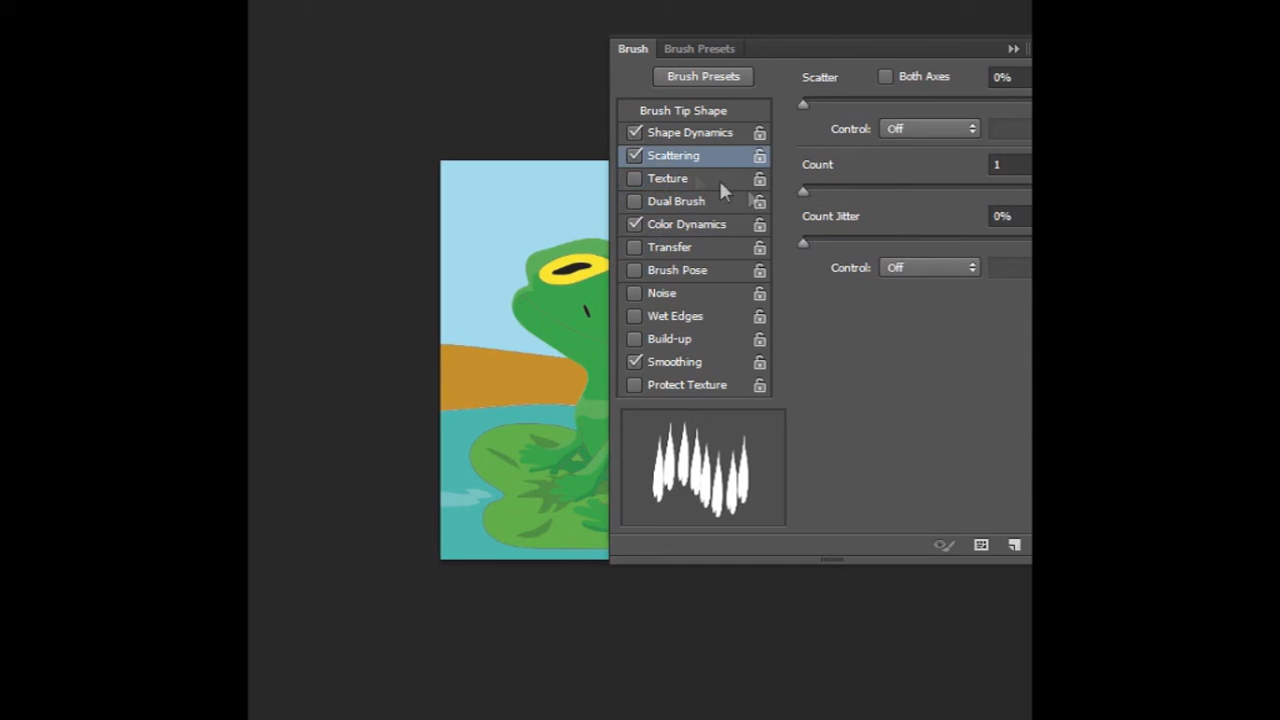 Brush Brush Presets
Brush Presets
Scatter Both Axes 0%
Brush Tip Shape
Shape Dynamics
Control: Off
Scattering
Count 1
Texture
Dual Brush
Count Jitter 0%
Color Dynamics
Transfer
Control: Off
Brush Pose
Noise
Wet Edges
Build-up
Smoothing
Protect Texture